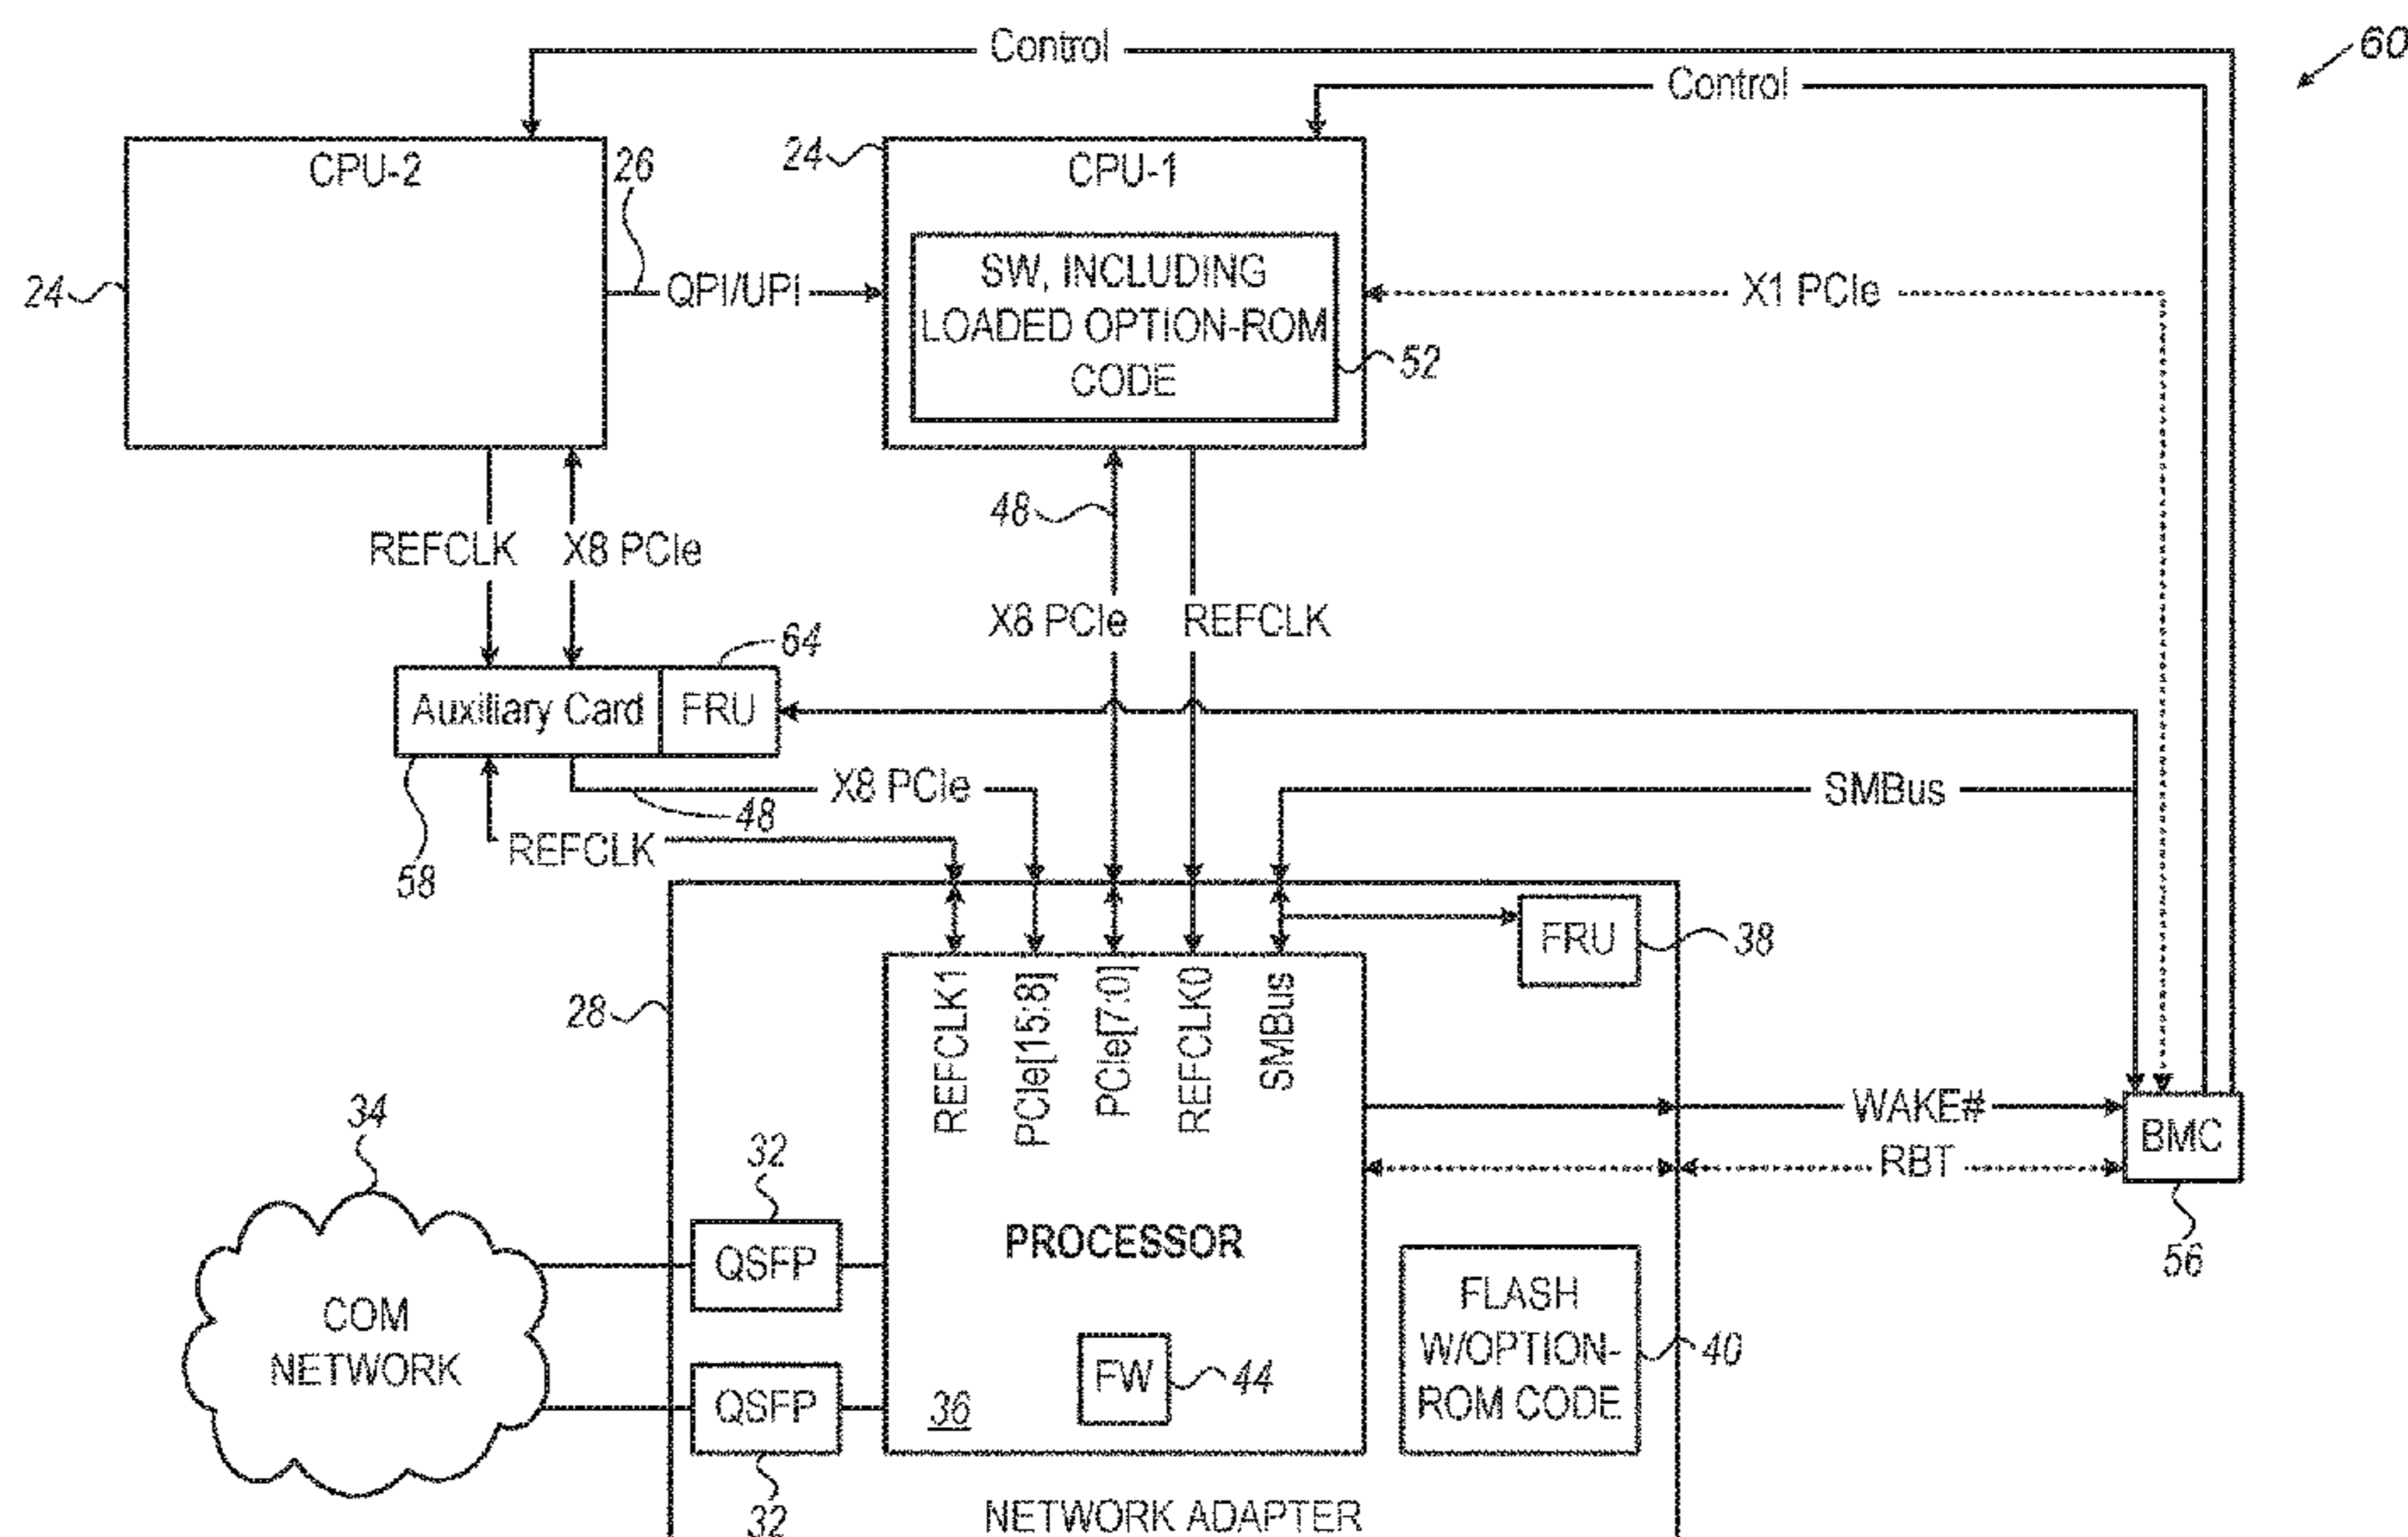 Control
60
Control
CPU-2
26
24
CPU-1
24
QPI/UPI
SW, INCLUDING
LOADED OPTION-ROM
CODE
52
X1 PCIe
48
REFCLK
X8 PCIe
X8 PCIe
REFCLK
64
Auxiliary Card
FRU
X8 PCIe
48
SMBus
REFCLK
58
28
REFCLK1
PCIe[15:8]
PCIe[7:0]
REFCLK0
SMBus
FRU
38
WAKE#
RBT
BMC
56
34
COM
NETWORK
32
QSFP
QSFP
32
PROCESSOR
FW
44
36
FLASH
W/OPTION-
ROM CODE
40
NETWORK ADAPTER